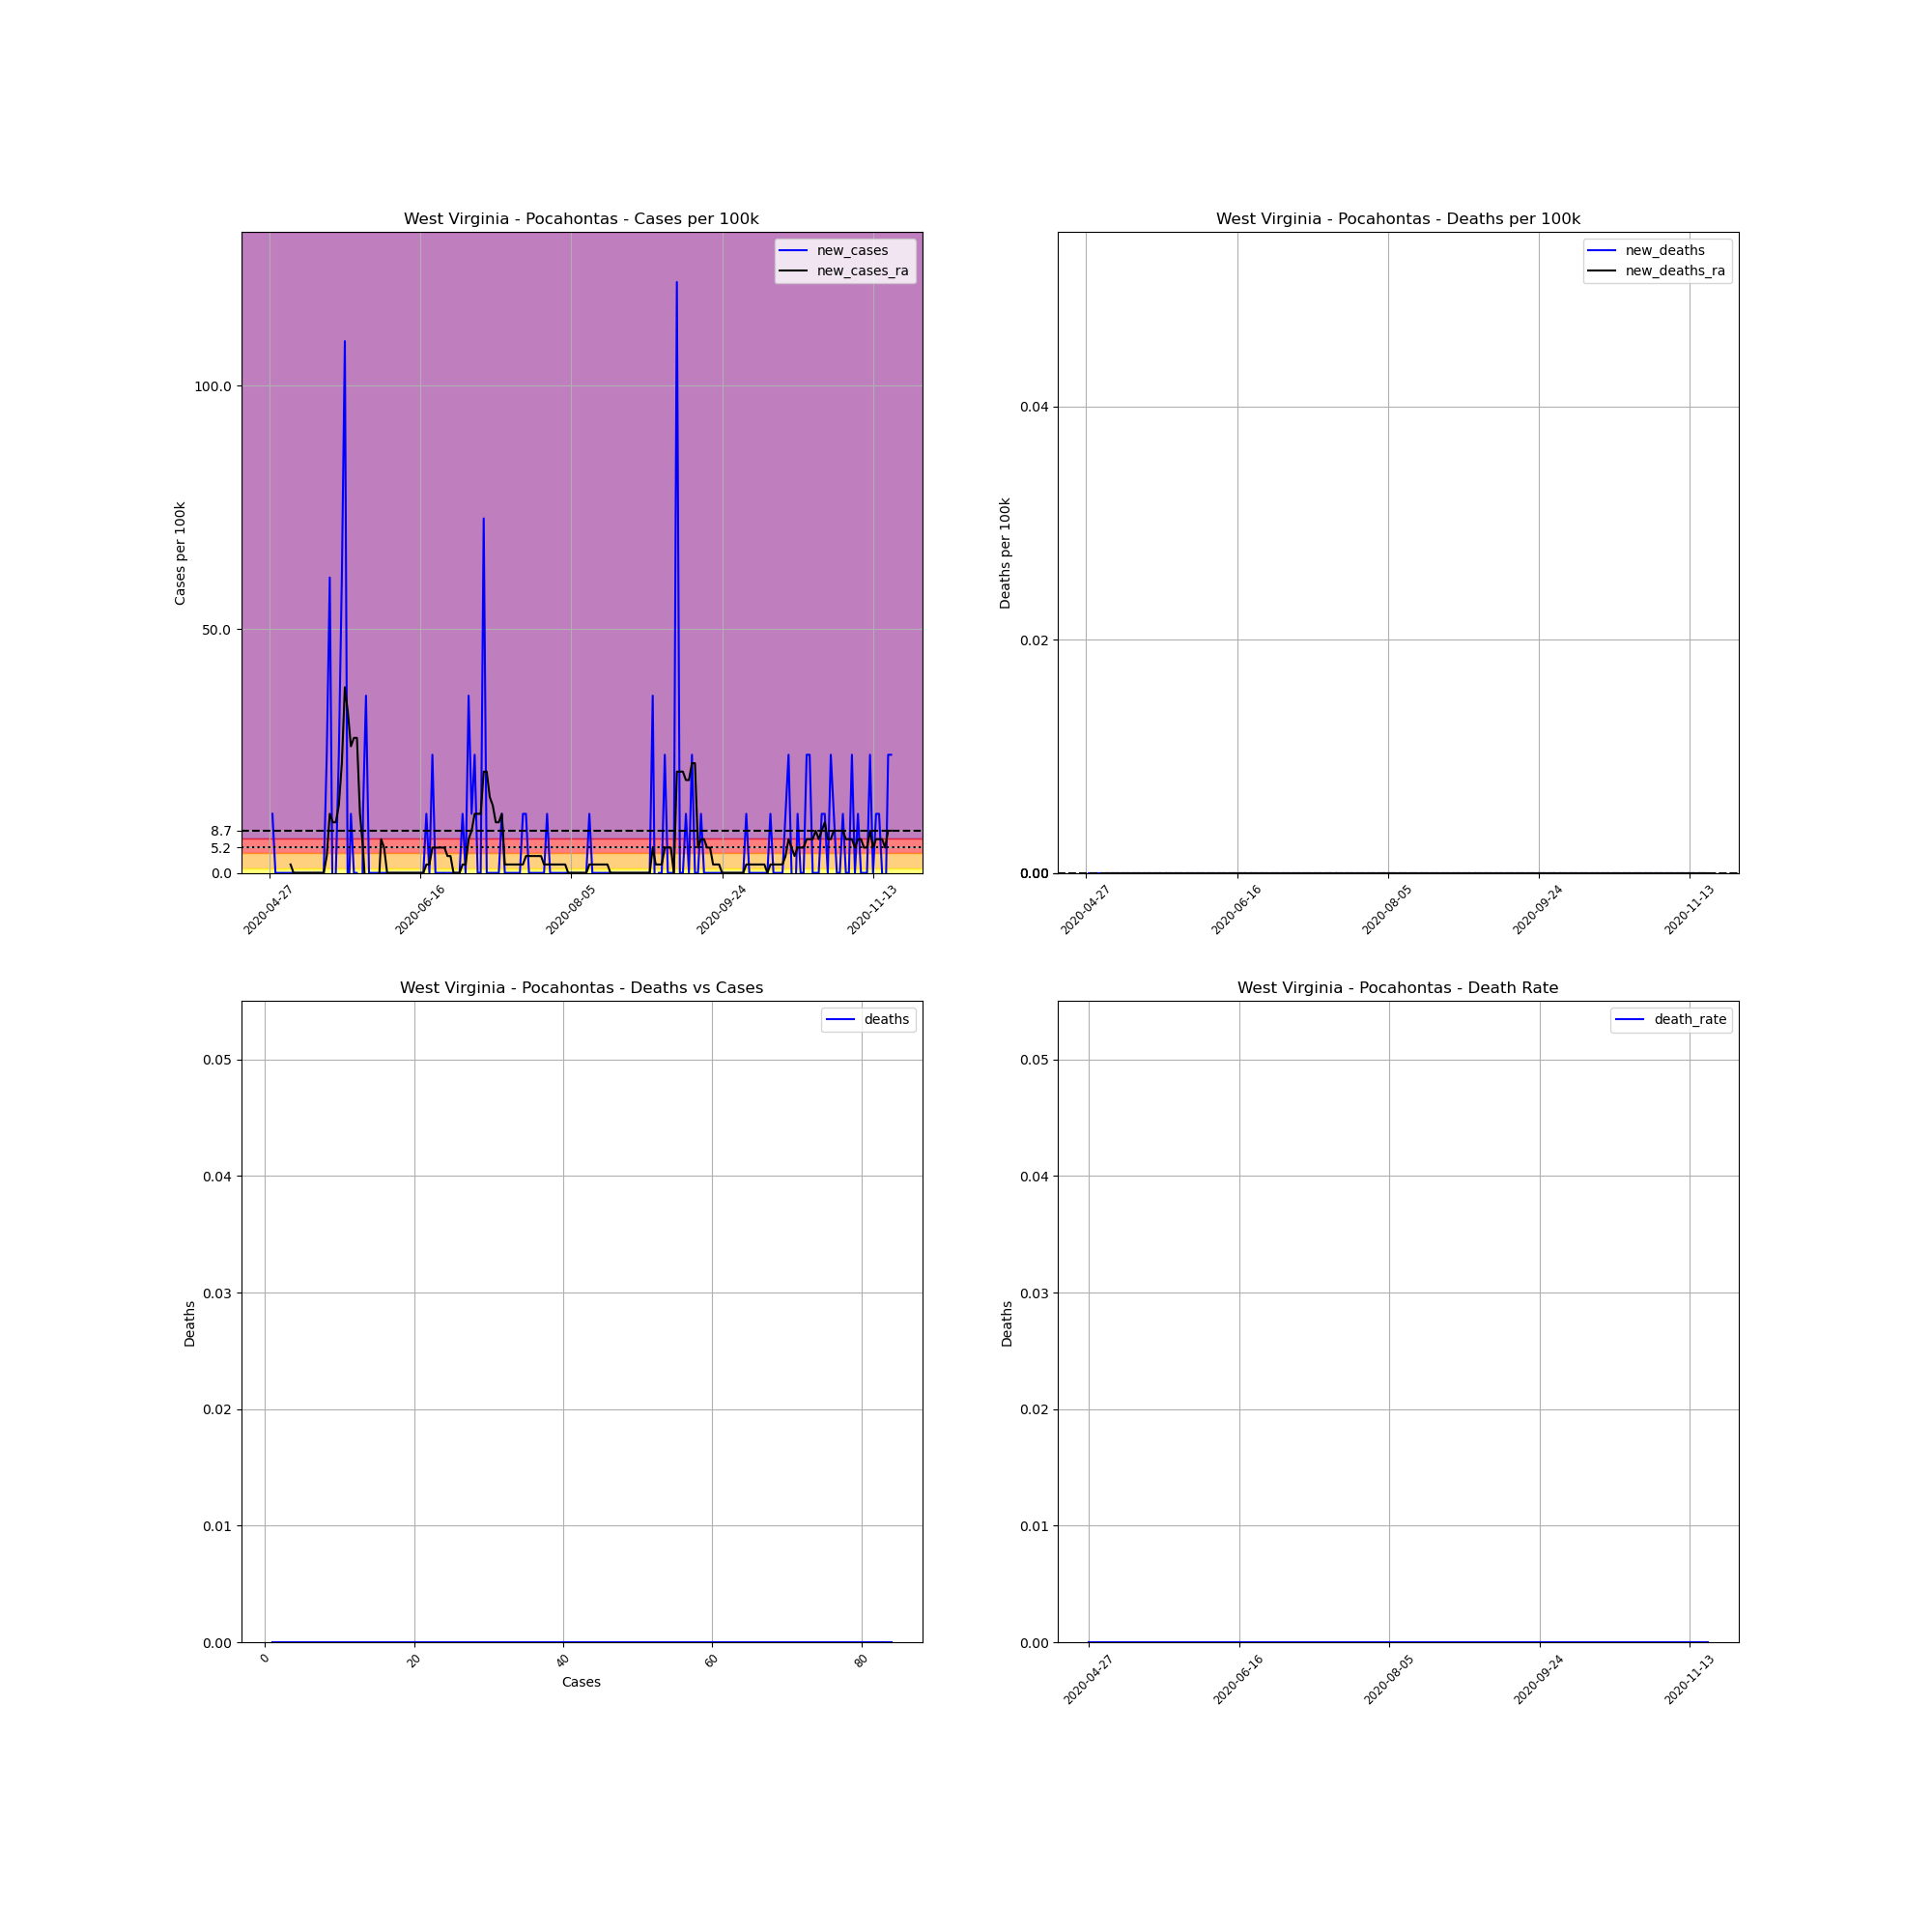 West Virginia - Pocahontas - Cases per 100k
new_cases
new_cases_ra
Cases per 100k
100.0
50.0
8.7
5.2
0.0
2020-04-27
2020-06-16
2020-08-05
2020-09-24
2020-11-13
West Virginia - Pocahontas - Deaths per 100k
new_deaths
new_deaths_ra
Deaths per 100k
0.04
0.02
0.00
2020-04-27
2020-06-16
2020-08-05
2020-09-24
2020-11-13
West Virginia - Pocahontas - Deaths vs Cases
deaths
Deaths
0.05
0.04
0.03
0.02
0.01
0.00
0
20
40
60
80
Cases
West Virginia - Pocahontas - Death Rate
death_rate
Deaths
0.05
0.04
0.03
0.02
0.01
0.00
2020-04-27
2020-06-16
2020-08-05
2020-09-24
2020-11-13